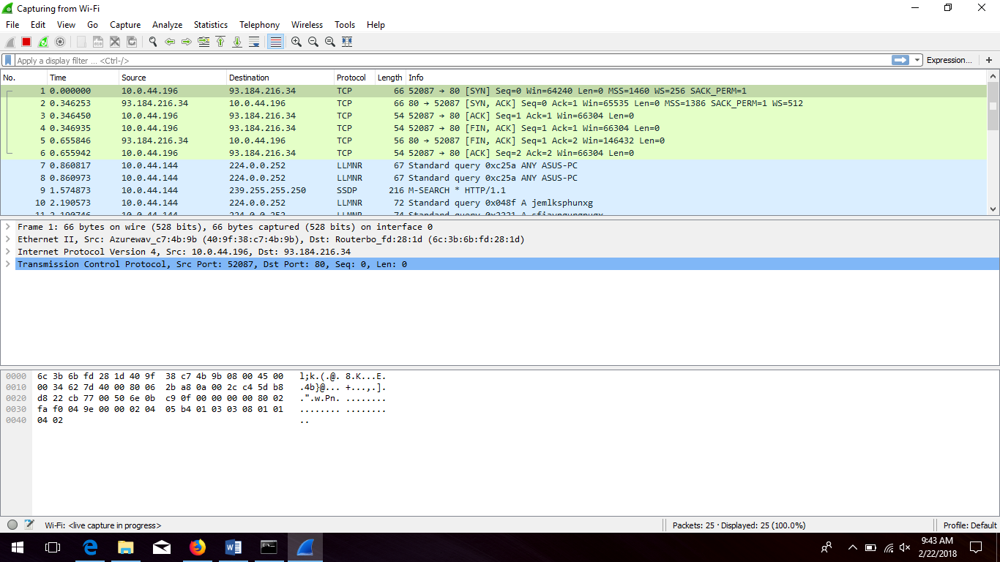 Capturing from Wi-Fi
File Edit View Go Capture Analyze Statistics Telephony Wireless Tools Help
Apply a display filter ... <Ctrl-/> Expression... +
No. Time Source Destination Protocol Length Info
1 0.000000 10.0.44.196 93.184.216.34 TCP 66 52087 → 80 [SYN] Seq=0 Win=64240 Len=0 MSS=1460 WS=256 SACK_PERM=1
2 0.346253 93.184.216.34 10.0.44.196 TCP 66 80 → 52087 [SYN, ACK] Seq=0 Ack=1 Win=65535 Len=0 MSS=1386 SACK_PERM=1 WS=512
3 0.346450 10.0.44.196 93.184.216.34 TCP 54 52087 → 80 [ACK] Seq=1 Ack=1 Win=66304 Len=0
4 0.346935 10.0.44.196 93.184.216.34 TCP 54 52087 → 80 [FIN, ACK] Seq=1 Ack=1 Win=66304 Len=0
5 0.655846 93.184.216.34 10.0.44.196 TCP 56 80 → 52087 [FIN, ACK] Seq=1 Ack=2 Win=146432 Len=0
6 0.655942 10.0.44.196 93.184.216.34 TCP 54 52087 → 80 [ACK] Seq=2 Ack=2 Win=66304 Len=0
7 0.860817 10.0.44.144 224.0.0.252 LLMNR 67 Standard query 0xc25a ANY ASUS-PC
8 0.860973 10.0.44.144 224.0.0.252 LLMNR 67 Standard query 0xc25a ANY ASUS-PC
9 1.574873 10.0.44.144 239.255.255.250 SSDP 216 M-SEARCH * HTTP/1.1
10 2.190573 10.0.44.144 224.0.0.252 LLMNR 72 Standard query 0x048f A jemlksphunxg
11 2.190746 10.0.44.144 224.0.0.252 LLMNR 74 Standard query 0x2221 A
Frame 1: 66 bytes on wire (528 bits), 66 bytes captured (528 bits) on interface 0
Ethernet II, Src: Azurewav_c7:4b:9b (40:9f:38:c7:4b:9b), Dst: Routerbo_fd:28:1d (6c:3b:6b:fd:28:1d)
Internet Protocol Version 4, Src: 10.0.44.196, Dst: 93.184.216.34
Transmission Control Protocol, Src Port: 52087, Dst Port: 80, Seq: 0, Len: 0
0000 6c 3b 6b fd 28 1d 40 9f 38 c7 4b 9b 08 00 45 00 l;k.(.@. 8.K...E.
0010 00 34 62 7d 40 00 80 06 2b a8 0a 00 2c c4 5d b8 .4b}@... +...,.].
0020 d8 22 cb 77 00 50 6e 0b c9 0f 00 00 00 00 80 02 .".w.Pn. ........
0030 fa f0 04 9e 00 00 02 04 05 b4 01 03 03 08 01 01 ........ ........
0040 04 02 ..
Wi-Fi: <live capture in progress> Packets: 25 · Displayed: 25 (100.0%) Profile: Default
9:43 AM
2/22/2018